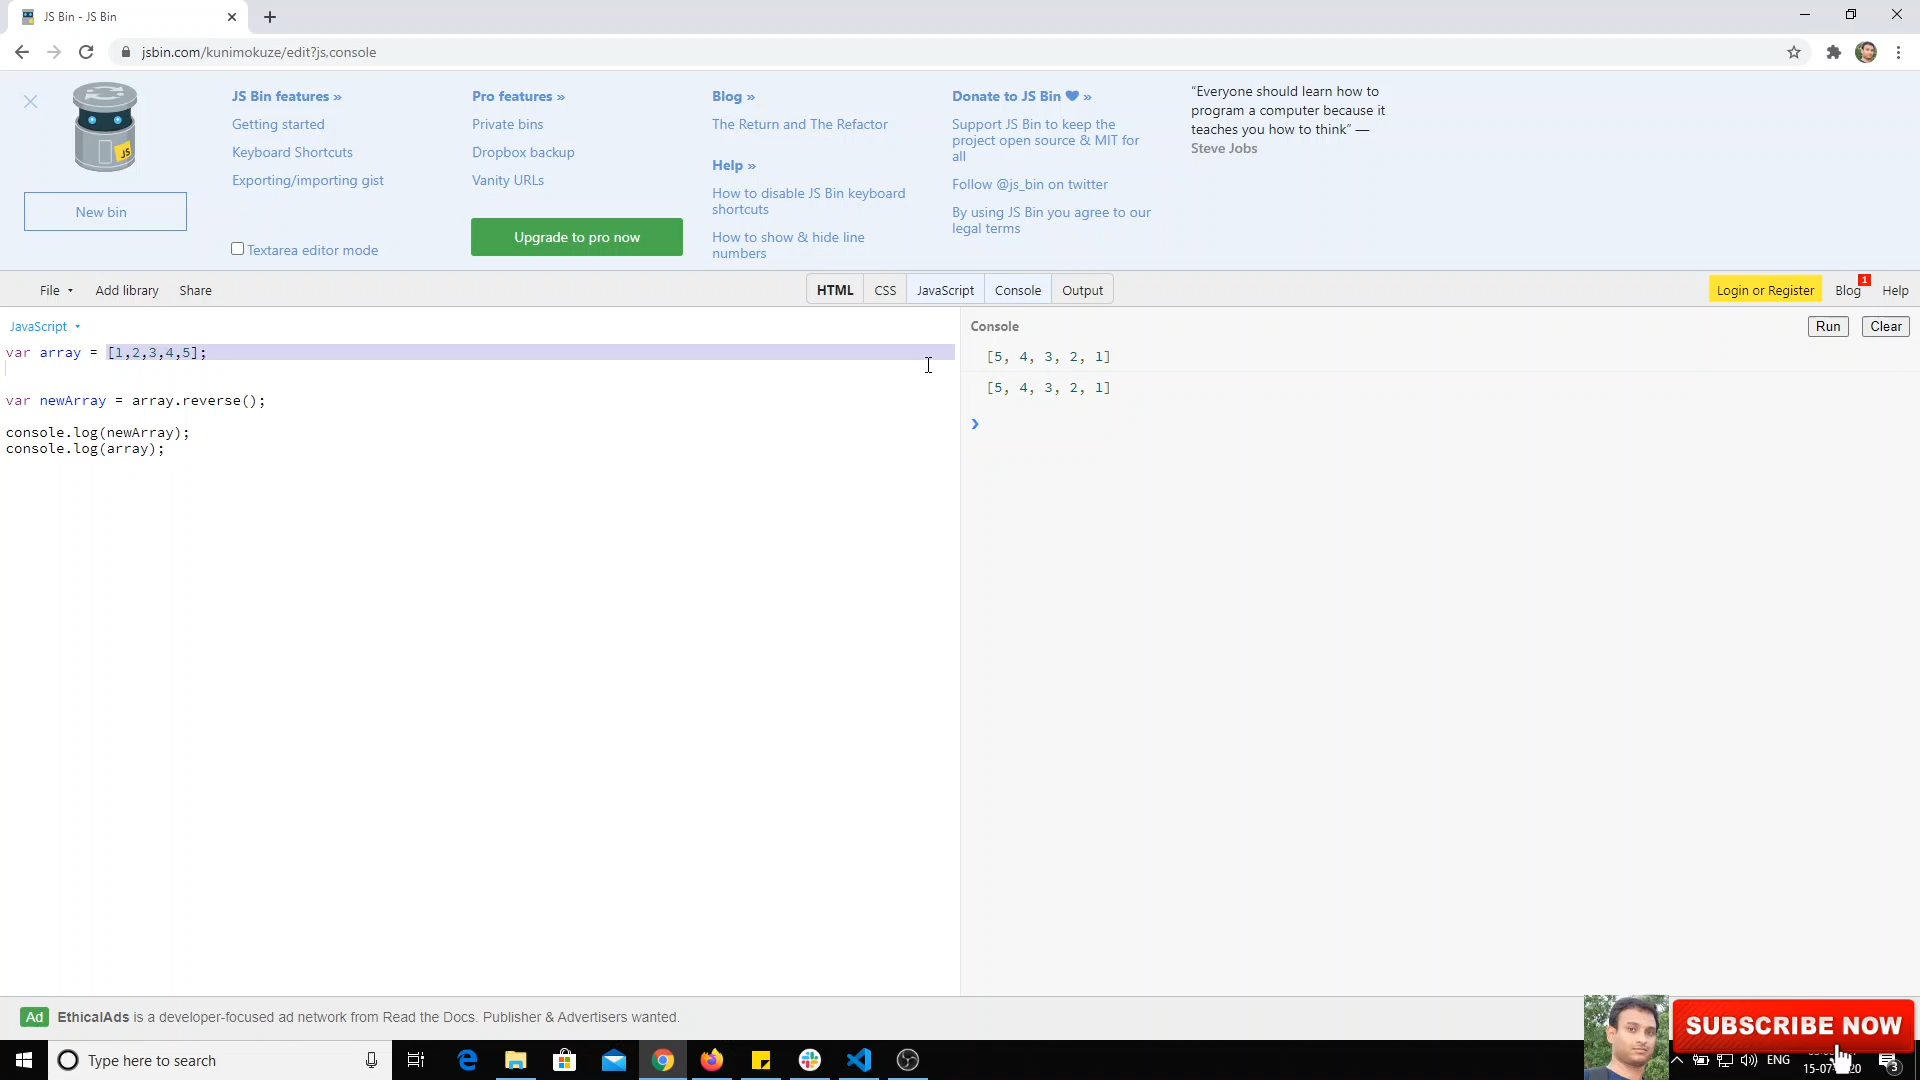 JS Bin - JS Bin
jsbin.com/kunimokuze/edit?js,console
JS Bin features »
Getting started
Keyboard Shortcuts
Exporting/importing gist
New bin
Textarea editor mode
Pro features »
Private bins
Dropbox backup
Vanity URLs
Upgrade to pro now
Blog »
The Return and The Refactor
Help »
How to disable JS Bin keyboard
shortcuts
How to show & hide line
numbers
Donate to JS Bin ❤ »
Support JS Bin to keep the
project open source & MIT for
all
Follow @js_bin on twitter
By using JS Bin you agree to our
legal terms
“Everyone should learn how to
program a computer because it
teaches you how to think” —
Steve Jobs
JS
File
Add library
Share
HTML
CSS
JavaScript
Console
Output
Login or Register
Blog
1
Help
JavaScript
var array = [1,2,3,4,5];
var newArray = array.reverse();
console.log(newArray);
console.log(array);
Console
Run
Clear
[5, 4, 3, 2, 1]
[5, 4, 3, 2, 1]
Ad EthicalAds is a developer-focused ad network from Read the Docs. Publisher & Advertisers wanted.
SUBSCRIBE NOW
Type here to search
ENG
3